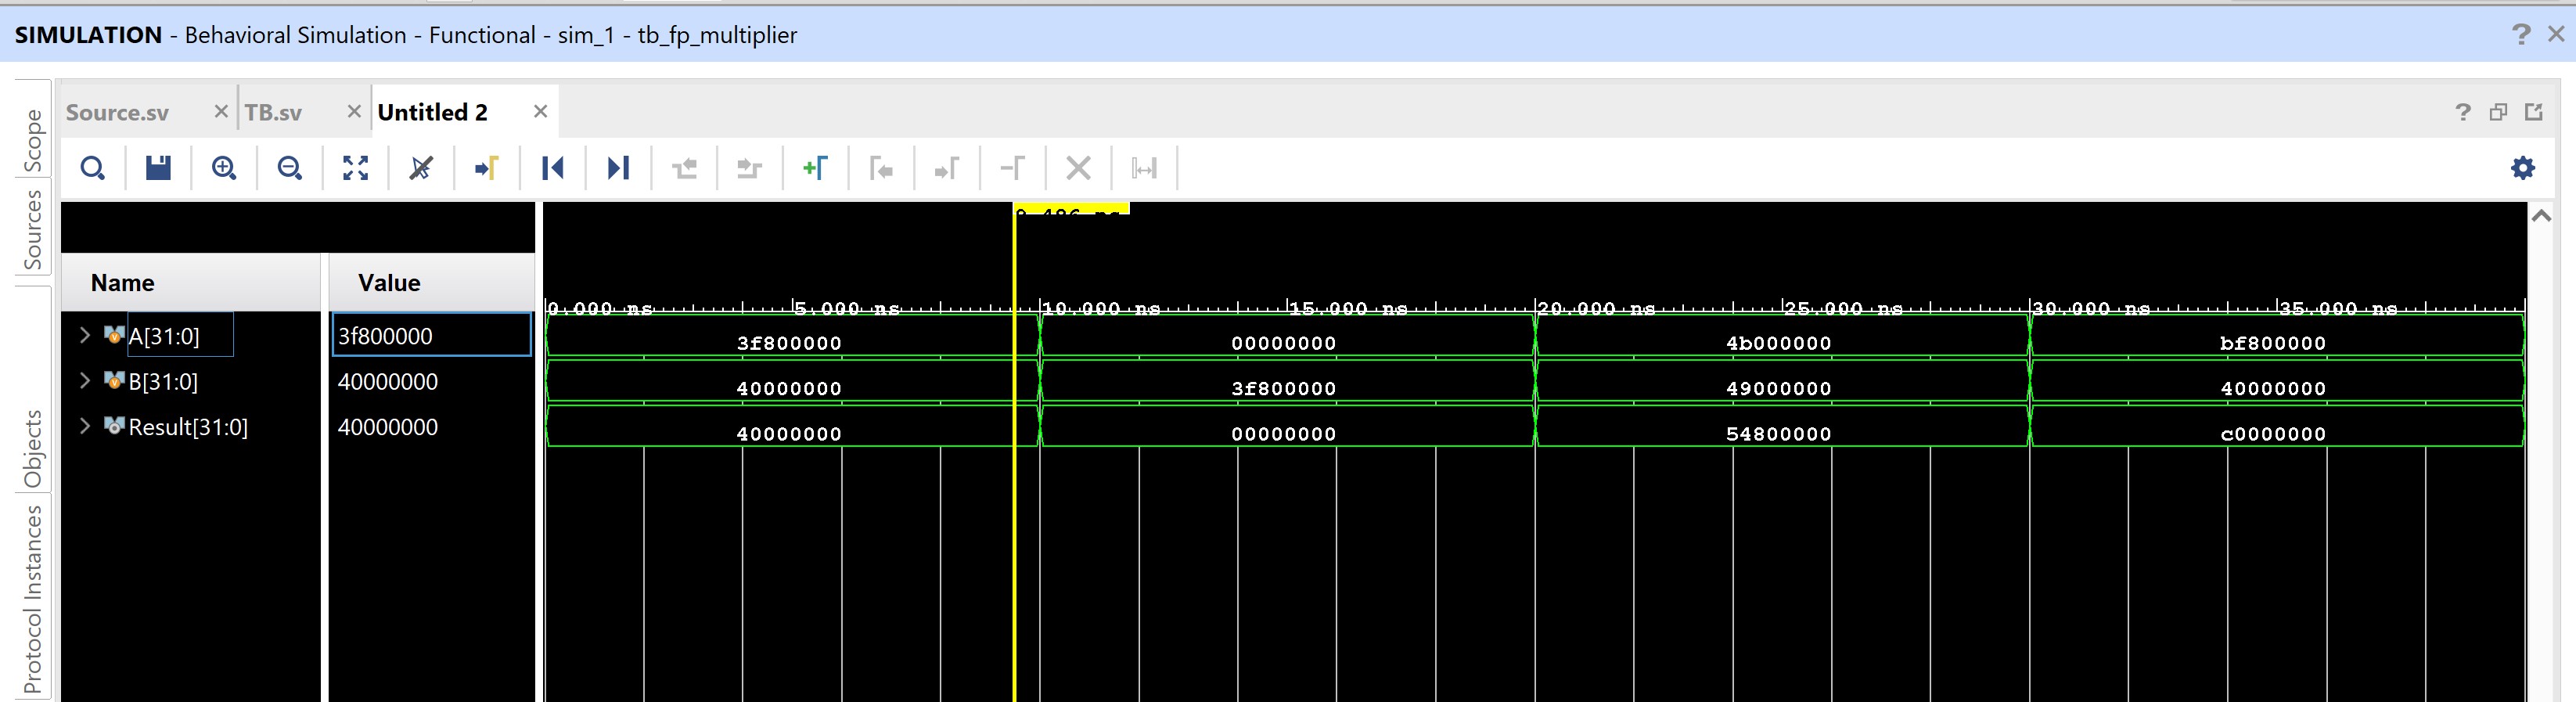 SIMULATION - Behavioral Simulation - Functional - sim_1 - tb_fp_multiplier
? ×
Scope
Sources
Objects
Protocol Instances
Source.sv × TB.sv × Untitled 2 ×
?
9.486 ns
Name Value
0.000 ns 5.000 ns 10.000 ns 15.000 ns 20.000 ns 25.000 ns 30.000 ns 35.000 ns
A[31:0] 3f800000 3f800000 00000000 4b000000 bf800000
B[31:0] 40000000 40000000 3f800000 49000000 40000000
Result[31:0] 40000000 40000000 00000000 54800000 c0000000